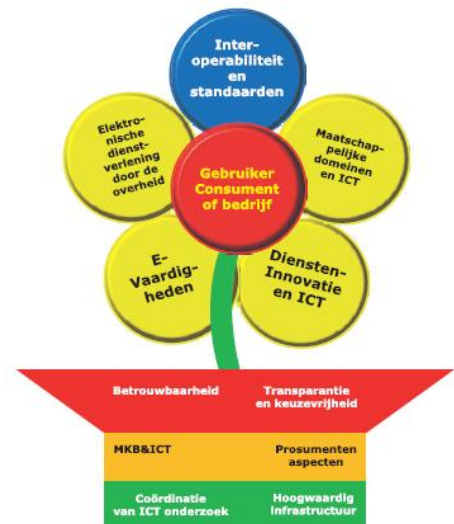 Inter-
operabiliteit
en
standaarden
Elektro-
nische
dienst-
verlening
door de
overheid
Maatschap-
pelijke
domeinen
en ICT
Gebruiker
Consument
of bedrijf
E-
Vaardig-
heden
Diensten-
Innovatie
en ICT
Betrouwbaarheid
Transparantie
en keuzevrijheid
MKB&ICT
Prosumenten
aspecten
Coördinatie
van ICT onderzoek
Hoogwaardig
infrastructuur